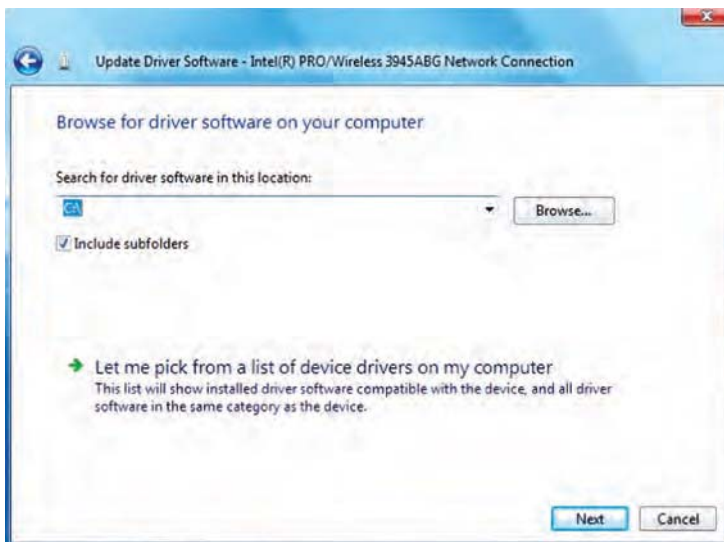 Update Driver Software - Intel(R) PRO/Wireless 3945ABG Network Connection
Browse for driver software on your computer
Search for driver software in this location:
C:\
Browse...
Include subfolders
Let me pick from a list of device drivers on my computer
This list will show installed driver software compatible with the device, and all driver
software in the same category as the device.
Next
Cancel